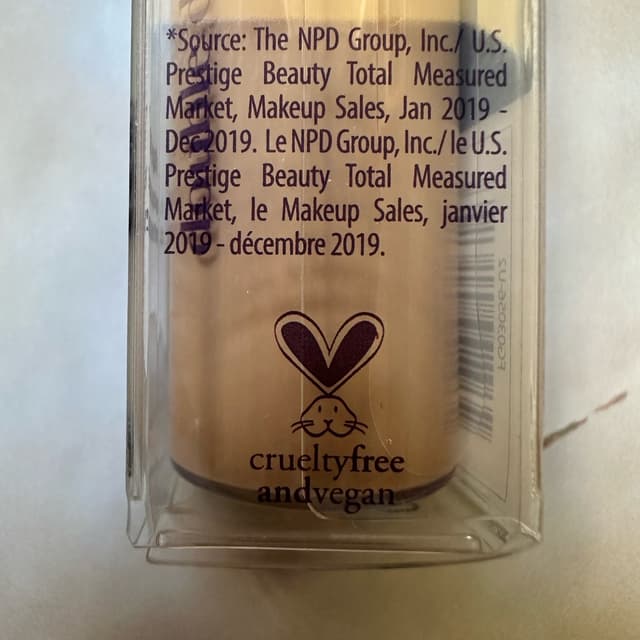 *Source: The NPD Group, Inc./ U.S.
Prestige Beauty Total Measured
Market, Makeup Sales, Jan 2019 -
Dec 2019. Le NPD Group, Inc./ le U.S.
Prestige Beauty Total Measured
Market, le Makeup Sales, janvier
2019 - décembre 2019.
crueltyfree
andvegan